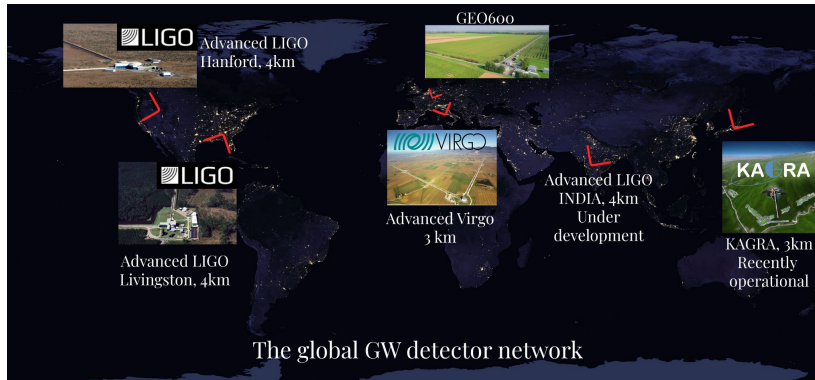 LIGO
Advanced LIGO
Hanford, 4km
GEO600
LIGO
Advanced LIGO
Livingston, 4km
VIRGO
Advanced Virgo
3 km
Advanced LIGO
INDIA, 4km
Under
development
KAGRA
KAGRA, 3km
Recently
operational
The global GW detector network